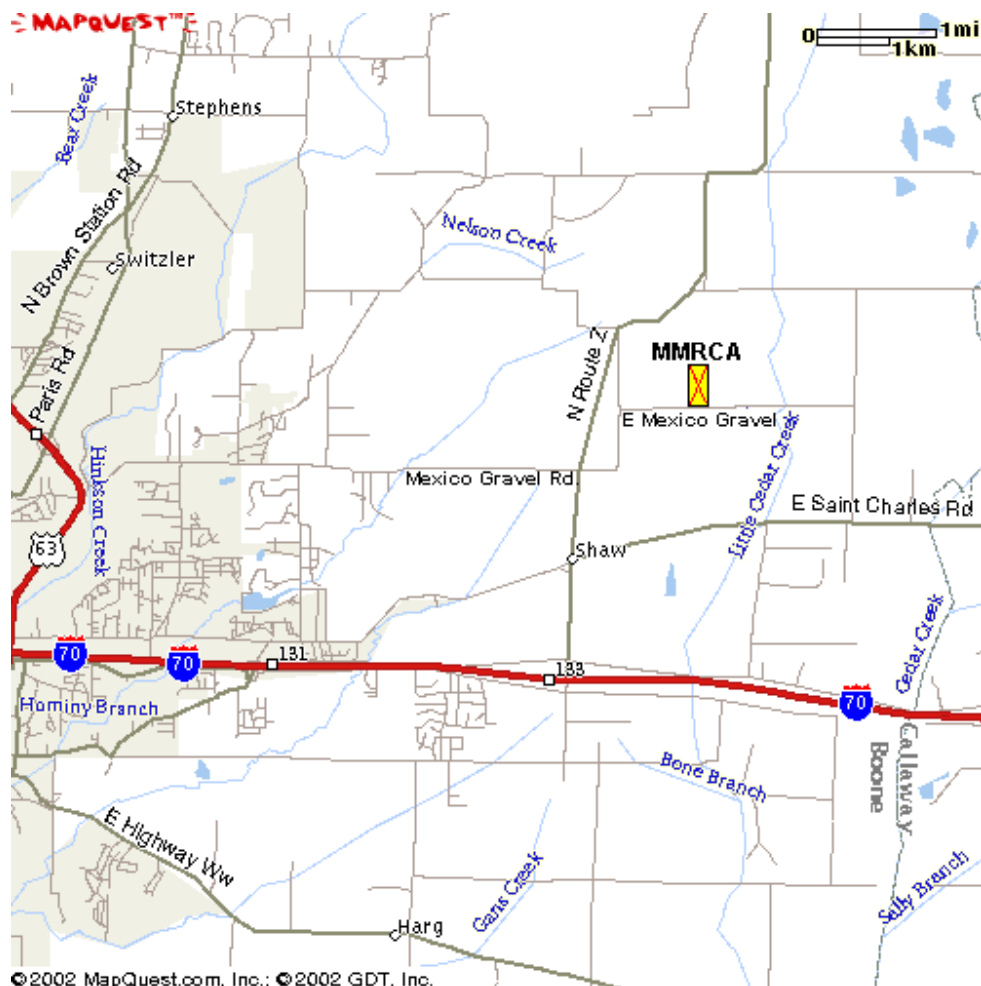 MAPQUEST™
0 1mi
1km
Bear Creek
Stephens
N Brown Station Rd
Switzler
Nelson Creek
Paris Rd
N Route Z
MMRCA
E Mexico Gravel
Hinkson Creek
Mexico Gravel Rd
Little Cedar Creek
E Saint Charles Rd
63
Shaw
Cedar Creek
70
70
131
133
70
Hominy Branch
Callaway
Boone
Bone Branch
E Highway Ww
Gans Creek
Sally Branch
Harg
©2002 MapQuest.com, Inc.; ©2002 GDT, Inc.